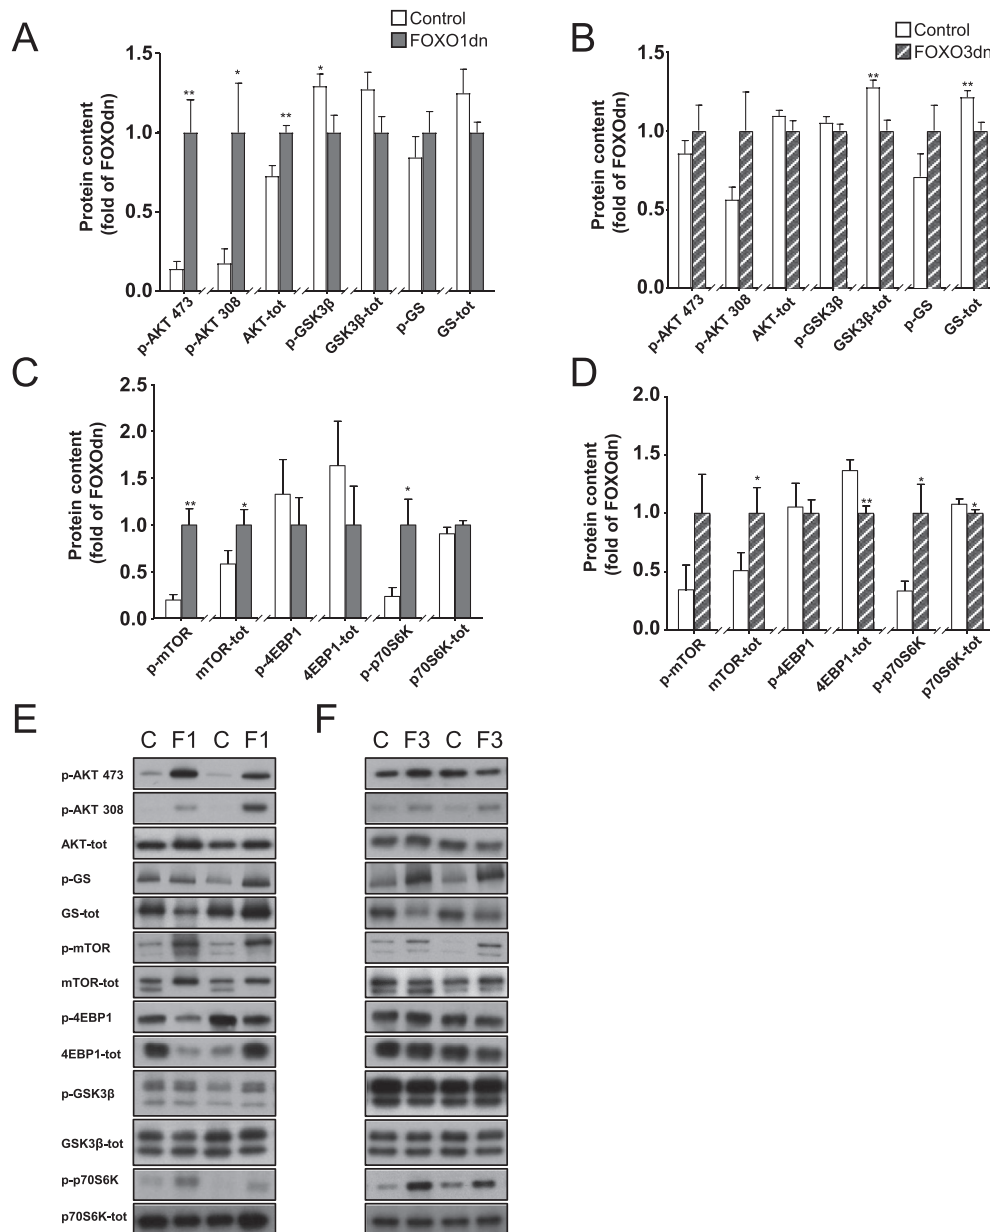 A
Control
FOXO1dn
Protein content
(fold of FOXOdn)
1.5
1.0
0.5
0.0
** * ** *
p-AKT 473
p-AKT 308
AKT-tot
p-GSK3β
GSK3β-tot
p-GS
GS-tot
B
Control
FOXO3dn
Protein content
(fold of FOXOdn)
1.5
1.0
0.5
0.0
** **
p-AKT 473
p-AKT 308
AKT-tot
p-GSK3β
GSK3β-tot
p-GS
GS-tot
C
Protein content
(fold of FOXOdn)
2.5
2.0
1.5
1.0
0.5
0.0
** * *
p-mTOR
mTOR-tot
p-4EBP1
4EBP1-tot
p-p70S6K
p70S6K-tot
D
Protein content
(fold of FOXOdn)
2.0
1.5
1.0
0.5
0.0
* ** * *
p-mTOR
mTOR-tot
p-4EBP1
4EBP1-tot
p-p70S6K
p70S6K-tot
E
C F1 C F1
F
C F3 C F3
p-AKT 473
p-AKT 308
AKT-tot
p-GS
GS-tot
p-mTOR
mTOR-tot
p-4EBP1
4EBP1-tot
p-GSK3β
GSK3β-tot
p-p70S6K
p70S6K-tot